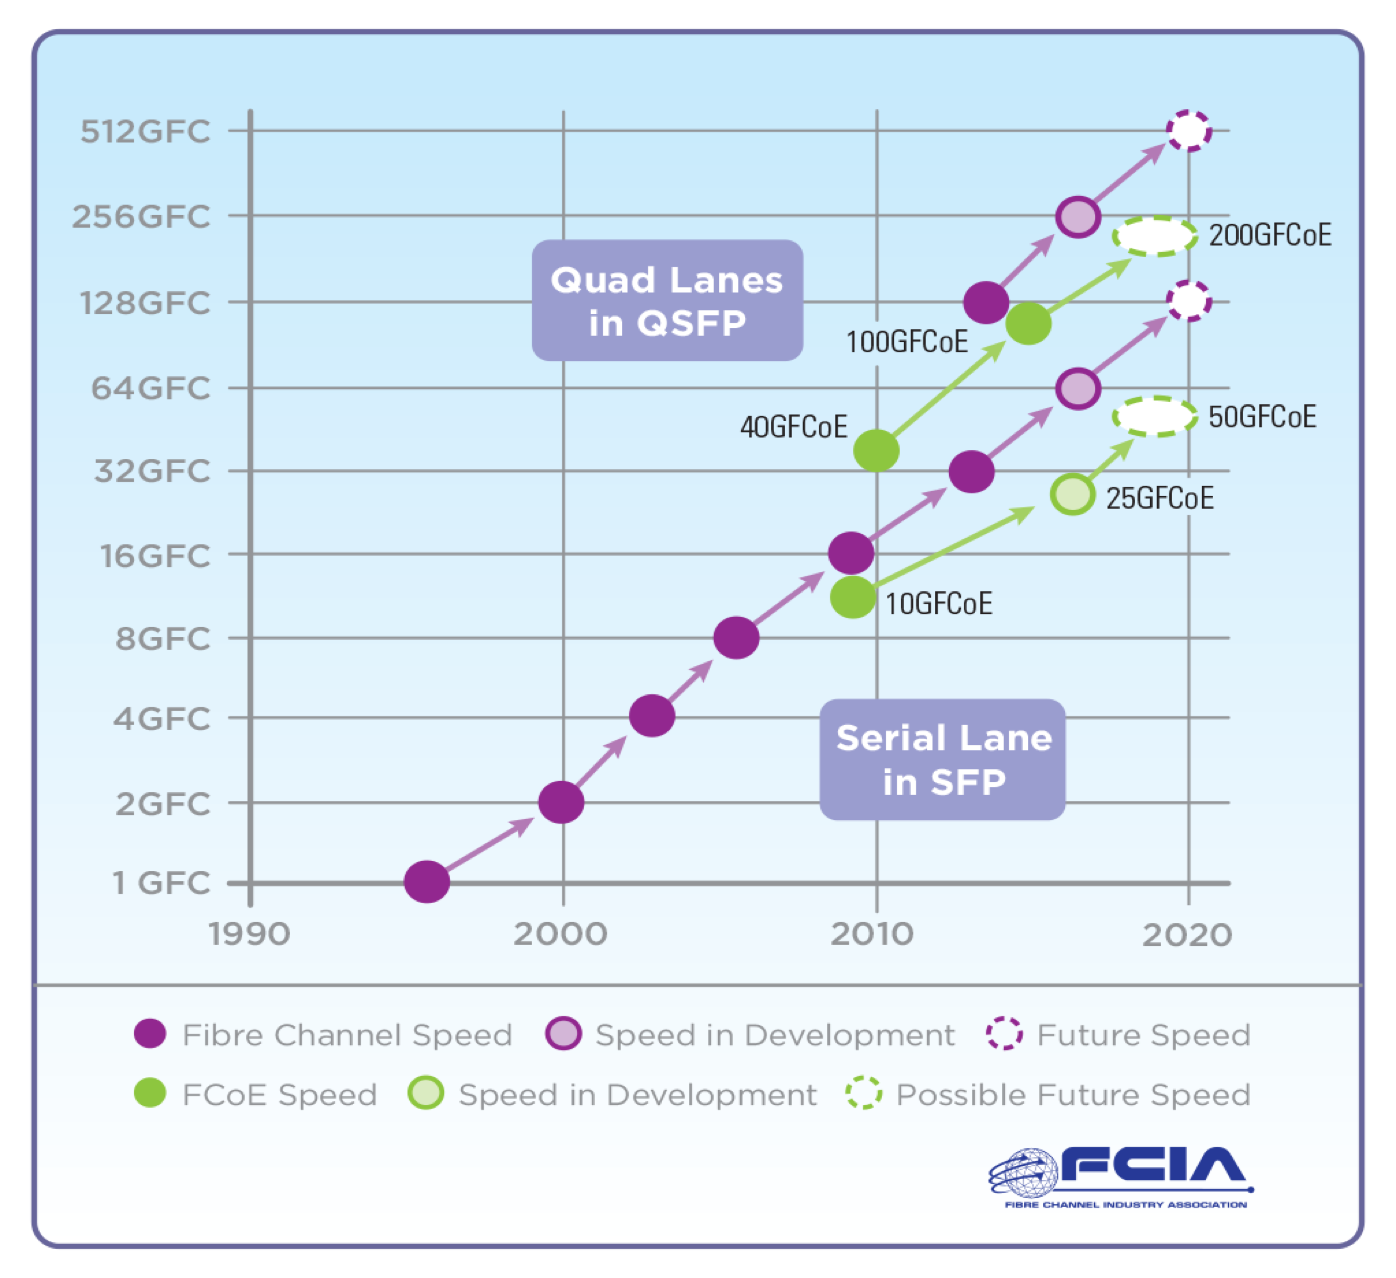 512GFC
256GFC
200GFCoE
Quad Lanes
in QSFP
128GFC
100GFCoE
64GFC
40GFCoE
50GFCoE
32GFC
25GFCoE
16GFC
10GFCoE
8GFC
4GFC
Serial Lane
in SFP
2GFC
1 GFC
1990 2000 2010 2020
Fibre Channel Speed Speed in Development Future Speed
FCoE Speed Speed in Development Possible Future Speed
FCIA
FIBRE CHANNEL INDUSTRY ASSOCIATION